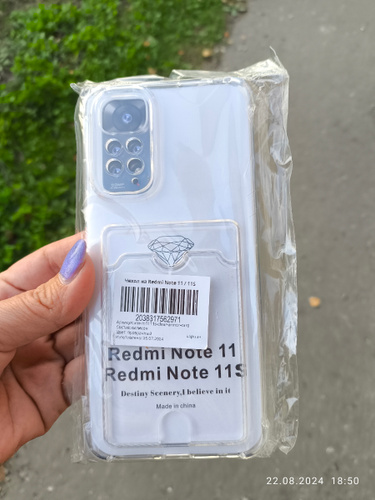 Чехол на Redmi Note 11 / 11S
2038317562971
Redmi Note 11
Redmi Note 11S
Destiny Scenery,I believe in it
Made in china
22.08.2024 18:50